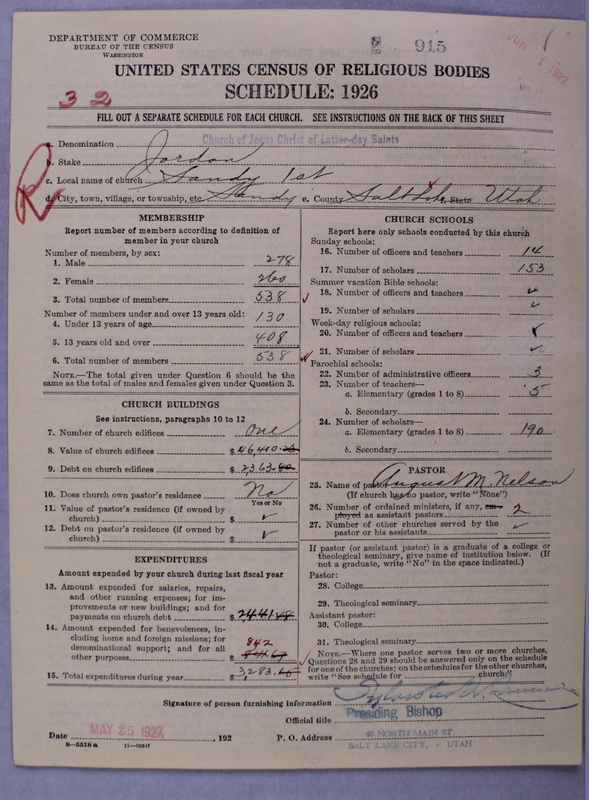 DEPARTMENT OF COMMERCE
BUREAU OF THE CENSUS
WASHINGTON
915
JUN 1 1927
UNITED STATES CENSUS OF RELIGIOUS BODIES
SCHEDULE: 1926
32
FILL OUT A SEPARATE SCHEDULE FOR EACH CHURCH. SEE INSTRUCTIONS ON THE BACK OF THIS SHEET
R
a. Denomination Church of Jesus Christ of Latter-day Saints
b. Stake Jordan
c. Local name of church Sandy 1st
d. City, town, village, or township, etc Sandy e. County Salt Lake State Utah
MEMBERSHIP
Report number of members according to definition of
member in your church
Number of members, by sex:
1. Male 278
2. Female 260
3. Total number of members 538
Number of members under and over 13 years old:
4. Under 13 years of age 130
5. 13 years old and over 408
6. Total number of members 538
NOTE.—The total given under Question 6 should be the
same as the total of males and females given under Question 3.
CHURCH BUILDINGS
See instructions, paragraphs 10 to 12
7. Number of church edifices one
8. Value of church edifices $46,410
9. Debt on church edifices $2363
10. Does church own pastor's residence No
Yes or No
11. Value of pastor's residence (if owned by
church) $ ✓
12. Debt on pastor's residence (if owned by
church) $ ✓
EXPENDITURES
Amount expended by your church during last fiscal year
13. Amount expended for salaries, repairs,
and other running expenses; for im-
provements or new buildings; and for
payments on church debt $2441
14. Amount expended for benevolences, in-
cluding home and foreign missions; for
denominational support; and for all
other purposes $ 842
15. Total expenditures during year $3,283
CHURCH SCHOOLS
Report here only schools conducted by this church
Sunday schools:
16. Number of officers and teachers 14
17. Number of scholars 153
Summer vacation Bible schools:
18. Number of officers and teachers ✓
19. Number of scholars ✓
Week-day religious schools:
20. Number of officers and teachers
21. Number of scholars ✓
Parochial schools:
22. Number of administrative officers 3
23. Number of teachers—
a. Elementary (grades 1 to 8) 5
b. Secondary
24. Number of scholars—
a. Elementary (grades 1 to 8) 190
b. Secondary
PASTOR
25. Name of pastor August M. Nelson
(If church has no pastor, write "None")
26. Number of ordained ministers, if any, em-
ployed as assistant pastors 2
27. Number of other churches served by the
pastor or his assistants ✓
If pastor (or assistant pastor) is a graduate of a college or
theological seminary, give name of institution below. (If
not a graduate, write "No" in the space indicated.)
Pastor:
28. College
29. Theological seminary
Assistant pastor:
30. College
31. Theological seminary
NOTE.—Where one pastor serves two or more churches,
Questions 28 and 29 should be answered only on the schedule
for one of the churches; on the schedules for the other churches,
write "See schedule for church"
Signature of person furnishing information
Official title Presiding Bishop
Date MAY 25 1927, 192 P. O. Address 40 NORTH MAIN ST.
SALT LAKE CITY, - UTAH
8—5518a